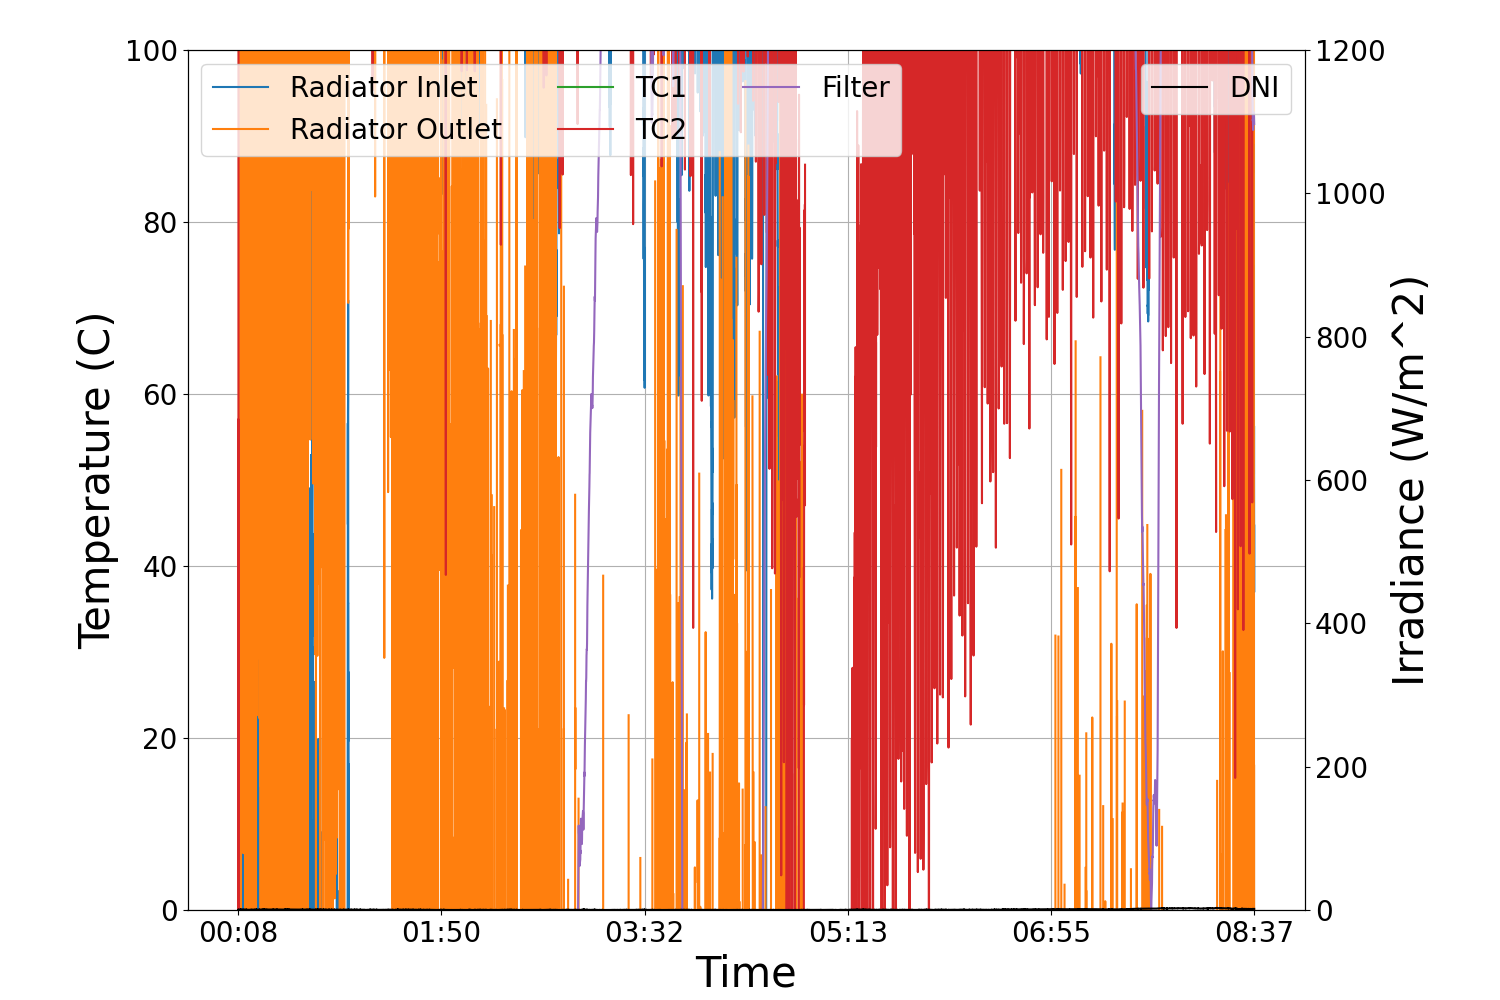 Radiator Inlet
Radiator Outlet
TC1
TC2
Filter
DNI
Temperature (C)
100
80
60
40
20
0
1200
1000
800
600
400
200
0
Irradiance (W/m^2)
00:08 01:50 03:32 05:13 06:55 08:37
Time